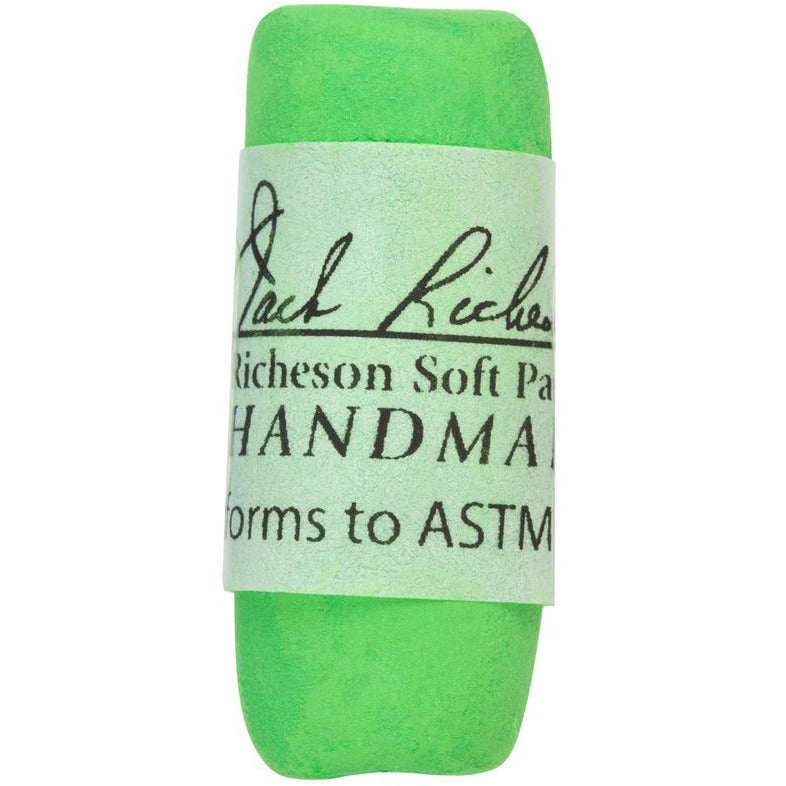 Jack Riches
Richeson Soft Pa
HANDMA
forms to ASTM